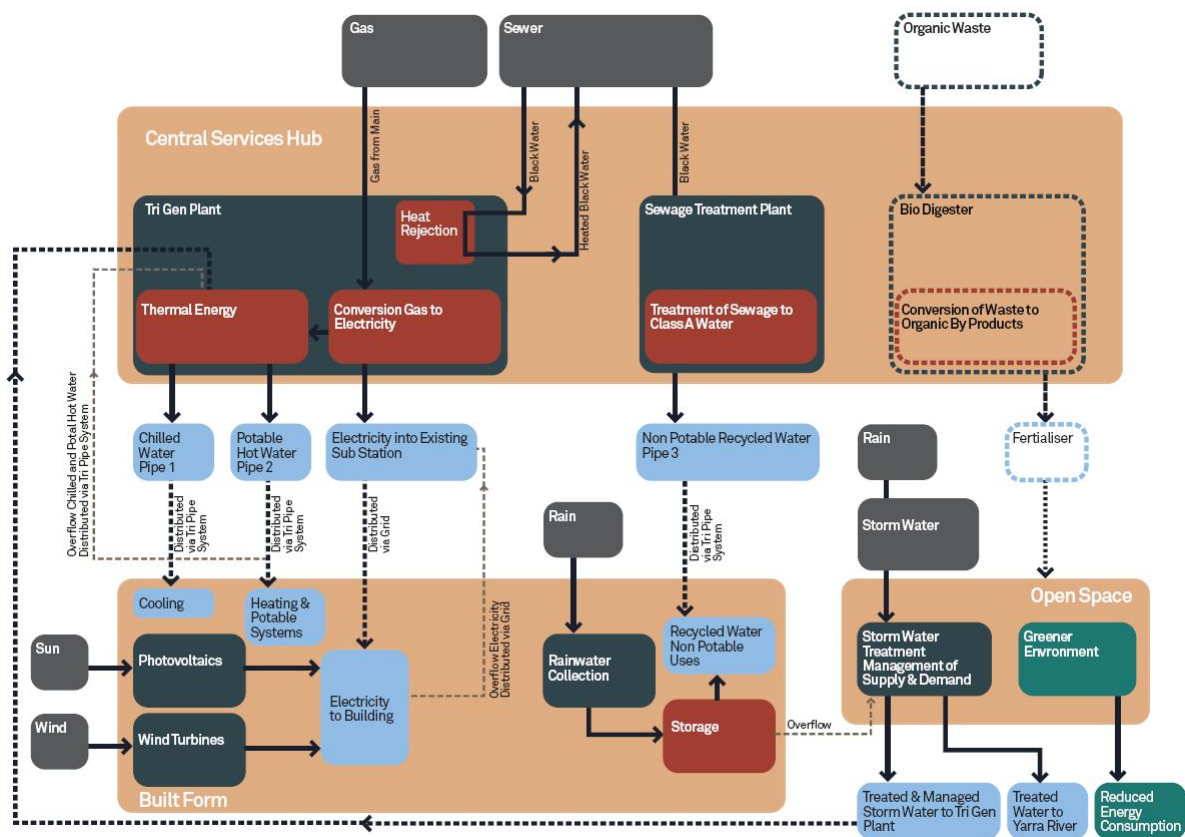 Gas
Sewer
Organic Waste
Central Services Hub
Gas from Main
Black Water
Heated Black Water
Black Water
Tri Gen Plant
Heat
Rejection
Sewage Treatment Plant
Bio Digester
Thermal Energy
Conversion Gas to
Electricity
Treatment of Sewage to
Class A Water
Conversion of Waste to
Organic By Products
Overflow Chilled and Potal Hot Water
Distributed via Tri Pipe System
Chilled
Water
Pipe 1
Potable
Hot Water
Pipe 2
Electricity into Existing
Sub Station
Non Potable Recycled Water
Pipe 3
Rain
Fertialiser
Distributed
via Tri Pipe
System
Distributed
via Tri Pipe
System
Distributed
via Grid
Rain
Distributed
via Tri Pipe
System
Storm Water
Open Space
Cooling
Heating &
Potable
Systems
Overflow Electricity
Distributed via Grid
Recycled Water
Non Potable
Uses
Storm Water
Treatment
Management of
Supply & Demand
Greener
Environment
Sun
Photovoltaics
Rainwater
Collection
Electricity
to Building
Wind
Wind Turbines
Storage
Overflow
Built Form
Treated & Managed
Storm Water to Tri Gen
Plant
Treated
Water to
Yarra River
Reduced
Energy
Consumption